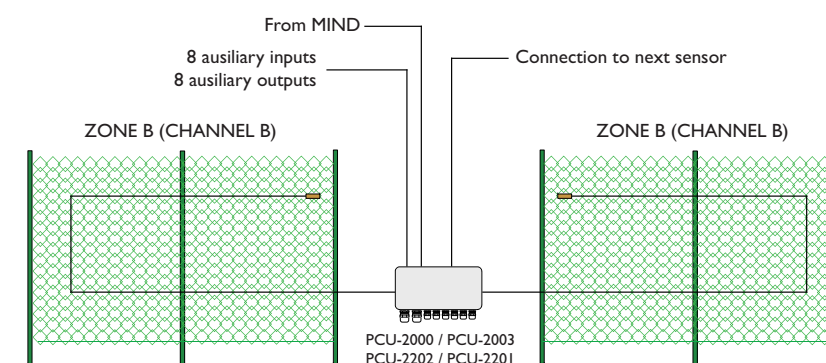 From MIND
8 ausiliary inputs
8 ausiliary outputs
Connection to next sensor
ZONE B (CHANNEL B)
ZONE B (CHANNEL B)
PCU-2000 / PCU-2003
PCU-2202 / PCU-2201